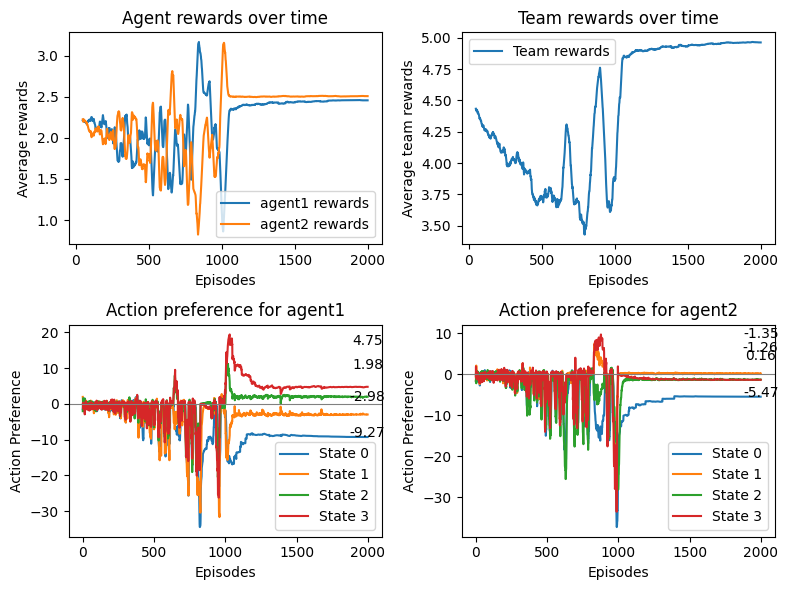 Agent rewards over time
Average rewards
3.0
2.5
2.0
1.5
1.0
agent1 rewards
agent2 rewards
0
500
1000
1500
2000
Episodes
Team rewards over time
Average team rewards
5.00
4.75
4.50
4.25
4.00
3.75
3.50
Team rewards
0
500
1000
1500
2000
Episodes
Action preference for agent1
Action Preference
20
10
0
−10
−20
−30
4.75
1.98
-2.98
-9.27
State 0
State 1
State 2
State 3
0
500
1000
1500
2000
Episodes
Action preference for agent2
Action Preference
10
0
−10
−20
−30
-1.35
-1.26
0.16
-5.47
State 0
State 1
State 2
State 3
0
500
1000
1500
2000
Episodes